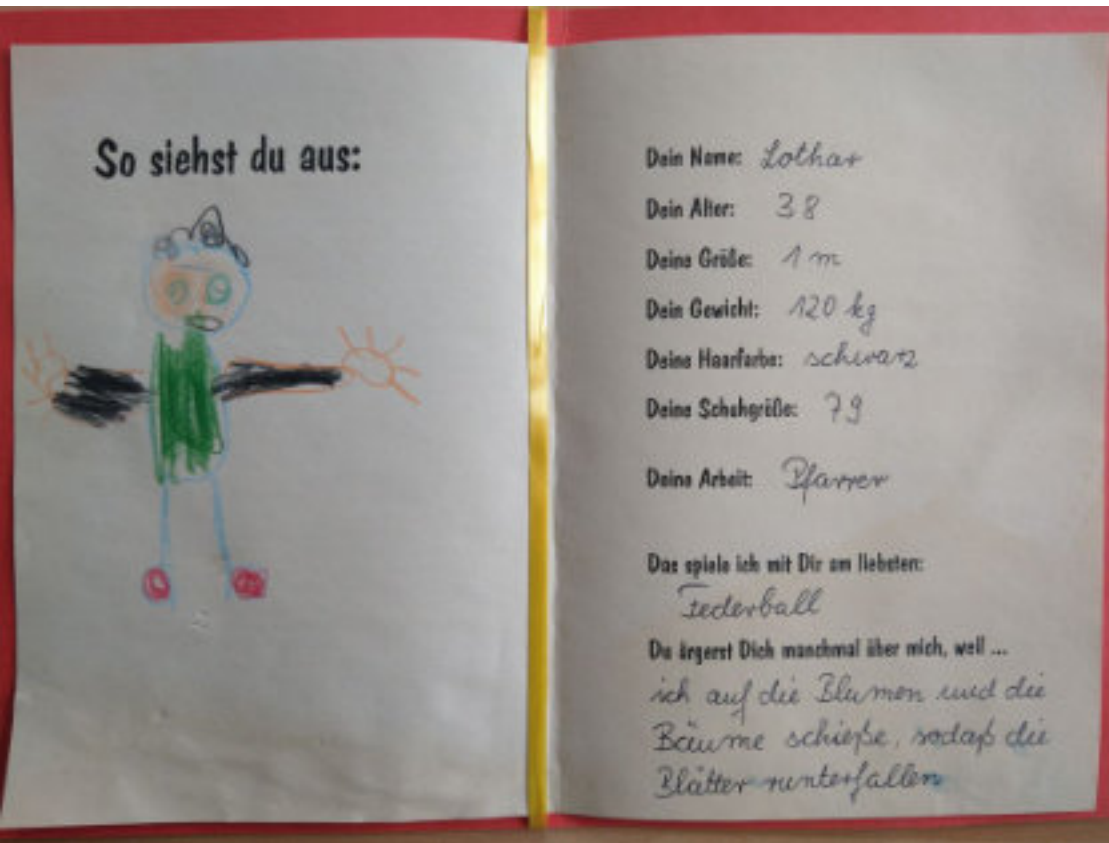 So siehst du aus:
Dein Name: Lothar
Dein Alter: 38
Deine Größe: 1 m
Dein Gewicht: 120 kg
Deine Haarfarbe: schwarz
Deine Schuhgröße: 79
Deine Arbeit: Pfarrer
Das spiele ich mit Dir am liebsten:
Federball
Du ärgerst Dich manchmal über mich, weil ...
ich auf die Blumen und die
Bäume schieße, sodaß die
Blätter runterfallen